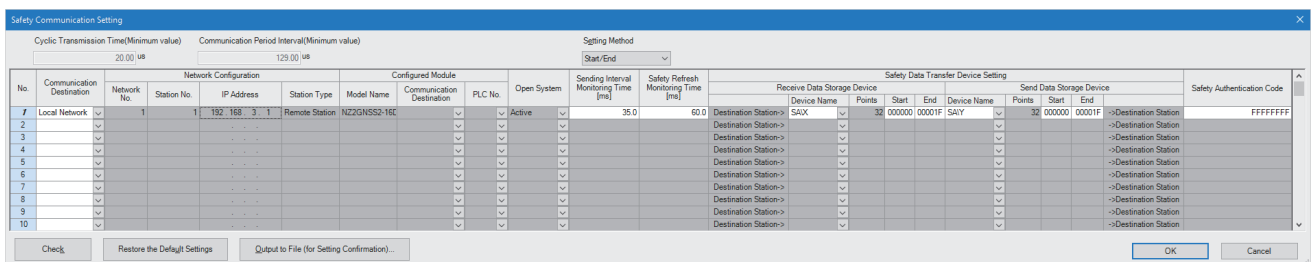 Safety Communication Setting
Cyclic Transmission Time(Minimum value) Communication Period Interval(Minimum value) Setting Method
20.00 us 129.00 us Start/End
No. Communication Destination Network Configuration Configured Module Open System Sending Interval Monitoring Time [ms] Safety Refresh Monitoring Time [ms] Safety Data Transfer Device Setting Safety Authentication Code
Network No. Station No. IP Address Station Type Model Name Communication Destination PLC No. Receive Data Storage Device Send Data Storage Device
Device Name Points Start End Device Name Points Start End
1 Local Network 1 1 192 . 168 . 3 . 1 Remote Station NZ2GNSS2-16D Active 35.0 60.0 Destination Station-> SA\X 32 000000 00001F SA\Y 32 000000 00001F ->Destination Station FFFFFFFF
2 . . . Destination Station-> ->Destination Station
3 . . . Destination Station-> ->Destination Station
4 . . . Destination Station-> ->Destination Station
5 . . . Destination Station-> ->Destination Station
6 . . . Destination Station-> ->Destination Station
7 . . . Destination Station-> ->Destination Station
8 . . . Destination Station-> ->Destination Station
9 . . . Destination Station-> ->Destination Station
10 . . . Destination Station-> ->Destination Station
Check Restore the Default Settings Output to File (for Setting Confirmation)... OK Cancel